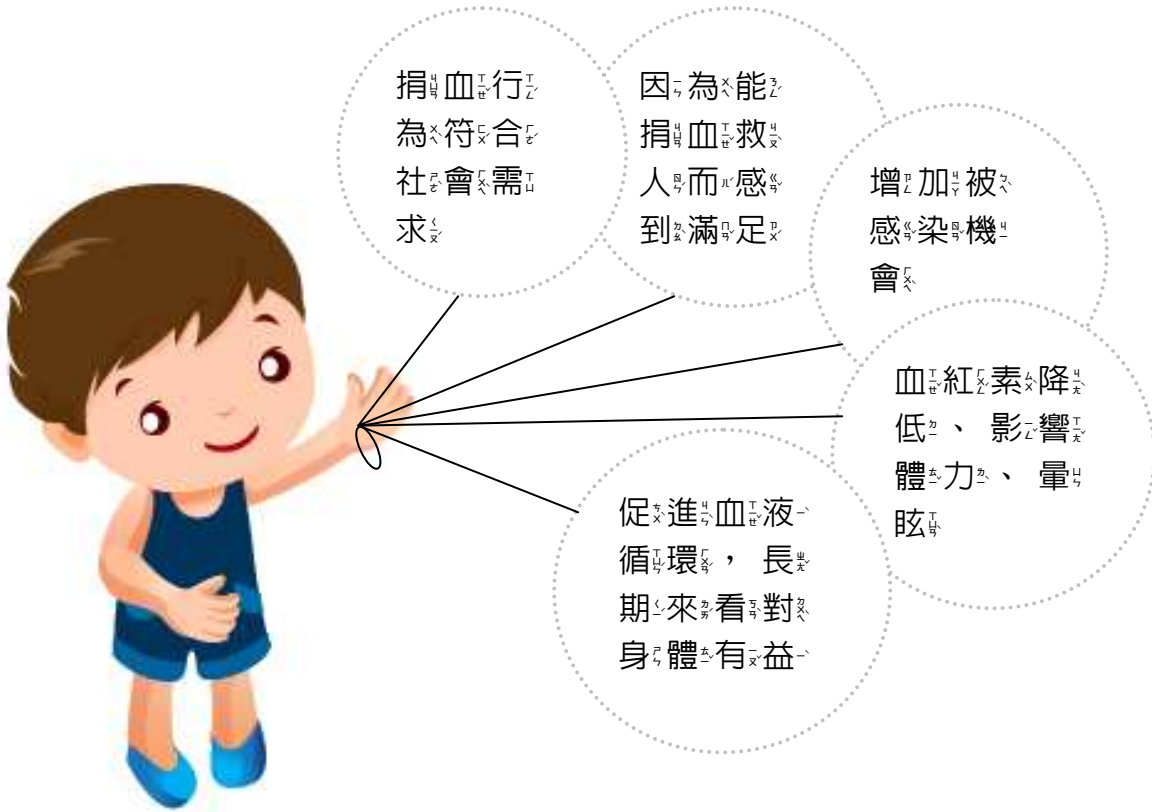 捐血行
為符合
社會需
求
因為能
捐血救
人而感
到滿足
增加被
感染機
會
血紅素降
低、影響
體力、暈
眩
促進血液
循環，長
期來看對
身體有益